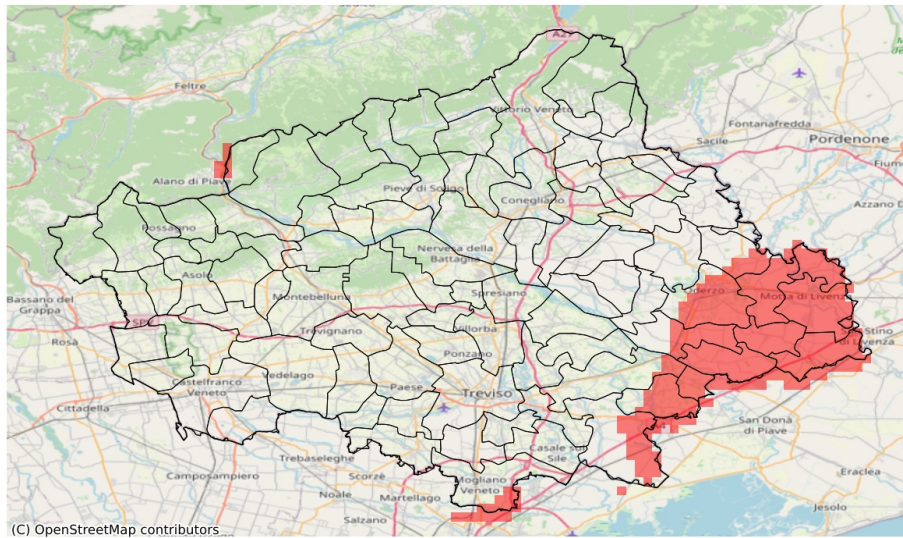 A27
Feltre
Vittorio Veneto
Fontanafredda
Sacile
Pordenone
Fiume
Alano di Piave
Pieve di Soligo
Conegliano
Azzano D
Possagno
Nervesa della
Battaglia
Asolo
Bassano del
Grappa
Montebelluna
Spresiano
Oderzo
Motta di Livenza
Rosà
Trevignano
Villorba
Stino
di Livenza
Ponzano
Vedelago
Castelfranco
Veneto
Paese
Treviso
Cittadella
San Donà
di Piave
Trebaseleghe
Casale sul
Sile
Camposampiero
Scorzè
Mogliano
Veneto
Eraclea
Noale
Martellago
Salzano
Jesolo
(C) OpenStreetMap contributors